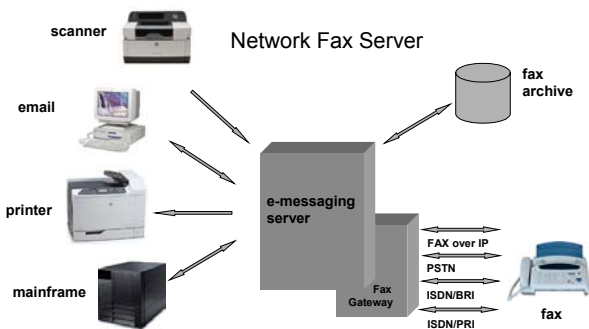 scanner
Network Fax Server
email
fax
archive
printer
e-messaging
server
mainframe
FAX over IP
PSTN
ISDN/BRI
ISDN/PRI
Fax
Gateway
fax